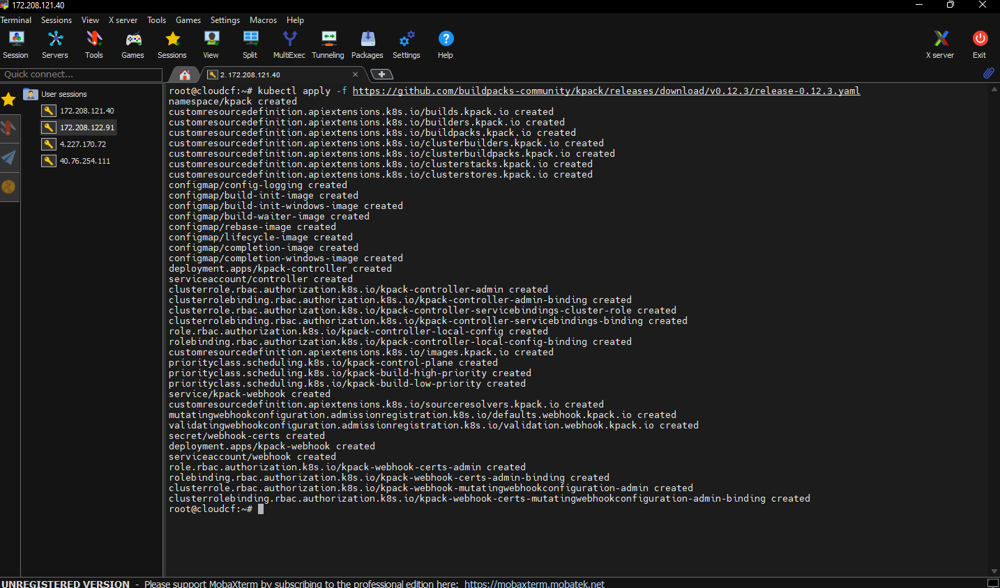 172.208.121.40
Terminal Sessions View X server Tools Games Settings Macros Help
Session Servers Tools Games Sessions View Split MultiExec Tunneling Packages Settings Help X server Exit
Quick connect...
2. 172.208.121.40
User sessions
172.208.121.40
172.208.122.91
4.227.170.72
40.76.254.111
root@cloudcf:~# kubectl apply -f https://github.com/buildpacks-community/kpack/releases/download/v0.12.3/release-0.12.3.yaml
namespace/kpack created
customresourcedefinition.apiextensions.k8s.io/builds.kpack.io created
customresourcedefinition.apiextensions.k8s.io/builders.kpack.io created
customresourcedefinition.apiextensions.k8s.io/buildpacks.kpack.io created
customresourcedefinition.apiextensions.k8s.io/clusterbuilders.kpack.io created
customresourcedefinition.apiextensions.k8s.io/clusterbuildpacks.kpack.io created
customresourcedefinition.apiextensions.k8s.io/clusterstacks.kpack.io created
customresourcedefinition.apiextensions.k8s.io/clusterstores.kpack.io created
configmap/config-logging created
configmap/build-init-image created
configmap/build-init-windows-image created
configmap/build-waiter-image created
configmap/rebase-image created
configmap/lifecycle-image created
configmap/completion-image created
configmap/completion-windows-image created
deployment.apps/kpack-controller created
serviceaccount/controller created
clusterrole.rbac.authorization.k8s.io/kpack-controller-admin created
clusterrolebinding.rbac.authorization.k8s.io/kpack-controller-admin-binding created
clusterrole.rbac.authorization.k8s.io/kpack-controller-servicebindings-cluster-role created
clusterrolebinding.rbac.authorization.k8s.io/kpack-controller-servicebindings-binding created
role.rbac.authorization.k8s.io/kpack-controller-local-config created
rolebinding.rbac.authorization.k8s.io/kpack-controller-local-config-binding created
customresourcedefinition.apiextensions.k8s.io/images.kpack.io created
priorityclass.scheduling.k8s.io/kpack-control-plane created
priorityclass.scheduling.k8s.io/kpack-build-high-priority created
priorityclass.scheduling.k8s.io/kpack-build-low-priority created
service/kpack-webhook created
customresourcedefinition.apiextensions.k8s.io/sourceresolvers.kpack.io created
mutatingwebhookconfiguration.admissionregistration.k8s.io/defaults.webhook.kpack.io created
validatingwebhookconfiguration.admissionregistration.k8s.io/validation.webhook.kpack.io created
secret/webhook-certs created
deployment.apps/kpack-webhook created
serviceaccount/webhook created
role.rbac.authorization.k8s.io/kpack-webhook-certs-admin created
rolebinding.rbac.authorization.k8s.io/kpack-webhook-certs-admin-binding created
clusterrole.rbac.authorization.k8s.io/kpack-webhook-mutatingwebhookconfiguration-admin created
clusterrolebinding.rbac.authorization.k8s.io/kpack-webhook-certs-mutatingwebhookconfiguration-admin-binding created
root@cloudcf:~#
UNREGISTERED VERSION - Please support MobaXterm by subscribing to the professional edition here: https://mobaxterm.mobatek.net